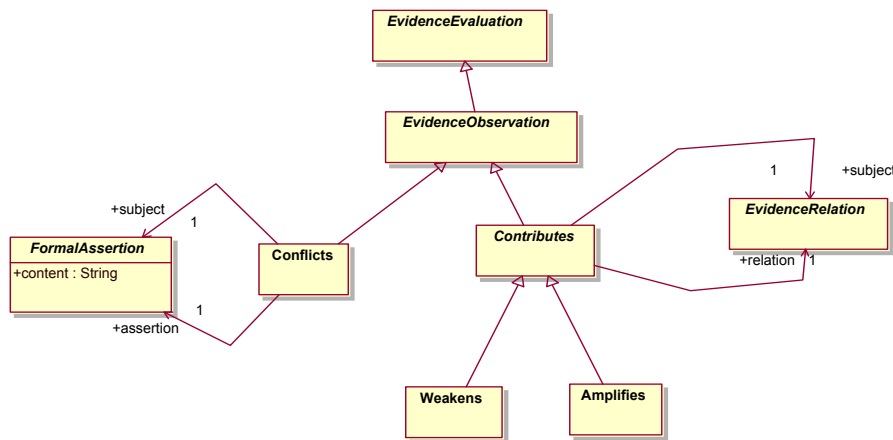 EvidenceEvaluation
EvidenceObservation
1
+subject
+subject
1
EvidenceRelation
FormalAssertion
Conflicts
Contributes
+content : String
+relation
1
1
+assertion
Weakens
Amplifies